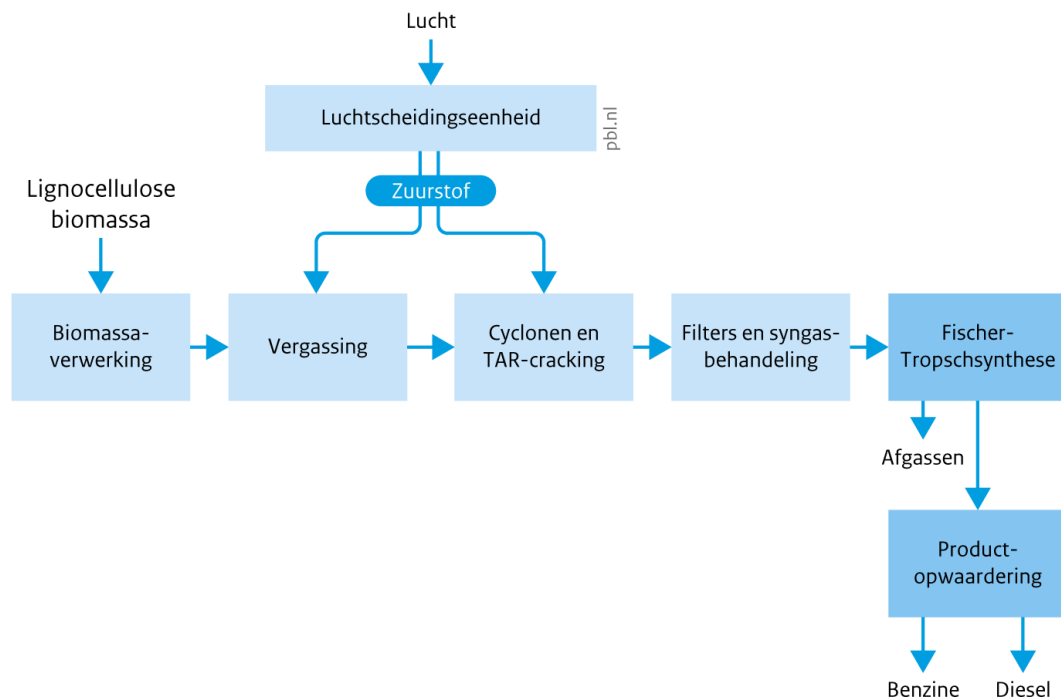 Lucht
Luchtscheidingseenheid
pbl.nl
Zuurstof
Lignocellulose
biomassa
Biomassa-
verwerking
Vergassing
Cyclonen en
TAR-cracking
Filters en syngas-
behandeling
Fischer-
Tropschsynthese
Afgassen
Product-
opwaardering
Benzine
Diesel